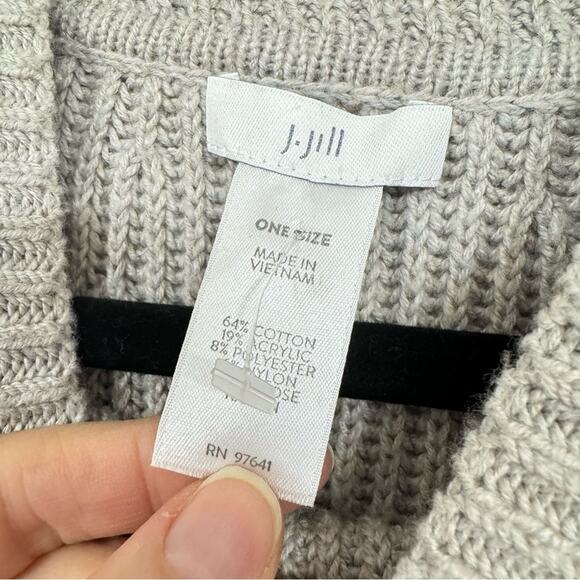 J.Jill
ONE SIZE
MADE IN
VIETNAM
64% COTTON
19% ACRYLIC
8% POLYESTER
NYLON
RN 97641